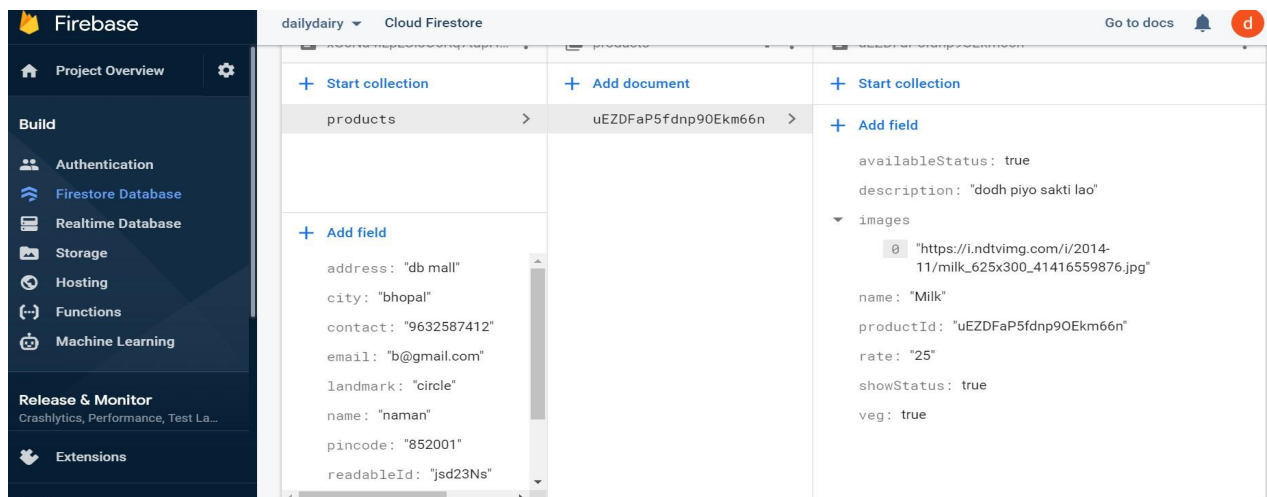 Firebase
dailydairy
Cloud Firestore
Go to docs
d
Project Overview
Build
Authentication
Firestore Database
Realtime Database
Storage
Hosting
Functions
Machine Learning
Release & Monitor
Crashlytics, Performance, Test La...
Extensions
products
+ Start collection
products
+ Add field
address: "db mall"
city: "bhopal"
contact: "9632587412"
email: "b@gmail.com"
landmark: "circle"
name: "naman"
pincode: "852001"
readableId: "jsd23Ns"
+ Add document
uEZDFaP5fdnp9OEkm66n
+ Start collection
+ Add field
availableStatus: true
description: "dodh piyo sakti lao"
images
0 "https://i.ndtvimg.com/i/2014-
11/milk_625x300_41416559876.jpg"
name: "Milk"
productId: "uEZDFaP5fdnp9OEkm66n"
rate: "25"
showStatus: true
veg: true